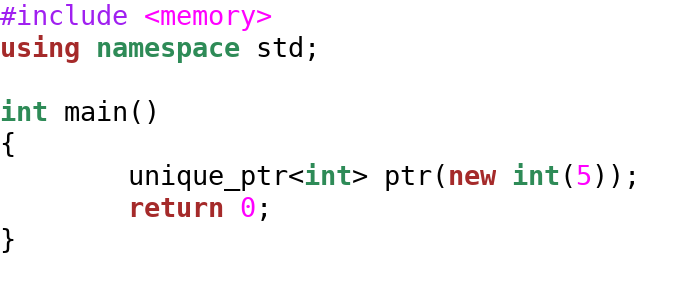 #include <memory>
using namespace std;

int main()
{
        unique_ptr<int> ptr(new int(5));
        return 0;
}